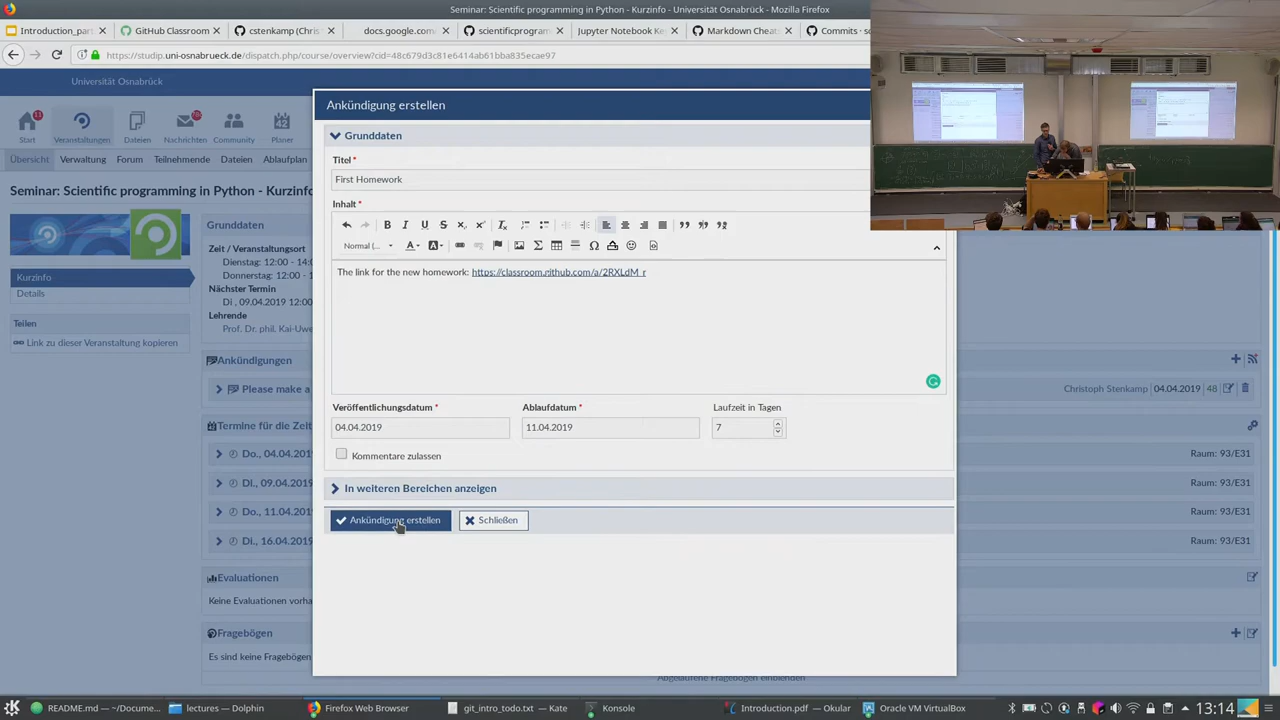 Seminar: Scientific programming in Python - Kurzinfo - Universität Osnabrück - Mozilla Firefox
Introduction_part
GitHub Classroom
cstenkamp (Chris
docs.google.com/
scientificprogram
Jupyter Notebook Ke
Markdown Cheats
Commits · sc
https://studip.uni-osnabrueck.de/dispatch.php/course/overview?cid=48c679d3c81e6414ab61bba835ecae97
Universität Osnabrück
Start
Veranstaltungen
Dateien
Nachrichten
Community
Planer
Übersicht
Verwaltung
Forum
Teilnehmende
Dateien
Ablaufplan
Seminar: Scientific programming in Python - Kurzinfo
Kurzinfo
Details
Teilen
Link zu dieser Veranstaltung kopieren
Grunddaten
Zeit / Veranstaltungsort
Dienstag: 12:00 - 1
Donnerstag: 12:00 -
Nächster Termin
Di , 09.04.2019 12:00
Lehrende
Prof. Dr. phil. Kai-Uwe
Ankündigungen
Please make a
Christoph Stenkamp
04.04.2019
48
Termine für die Zeit
Do., 04.04.201
Raum: 93/E31
Di., 09.04.201
Raum: 93/E31
Do., 11.04.201
Raum: 93/E31
Di., 16.04.201
Raum: 93/E31
Evaluationen
Keine Evaluationen vorha
Fragebögen
Es sind keine Fragebögen
Abgelaufene Fragebögen einblenden
Ankündigung erstellen
Grunddaten
Titel *
First Homework
Inhalt *
Normal (...
The link for the new homework: https://classroom.github.com/a/2RXLdM_r
Veröffentlichungsdatum *
Ablaufdatum *
Laufzeit in Tagen
04.04.2019
11.04.2019
7
Kommentare zulassen
In weiteren Bereichen anzeigen
Ankündigung erstellen
Schließen
README.md — ~/Docume...
lectures — Dolphin
Firefox Web Browser
git_intro_todo.txt — Kate
Konsole
Introduction.pdf — Okular
Oracle VM VirtualBox
13:14